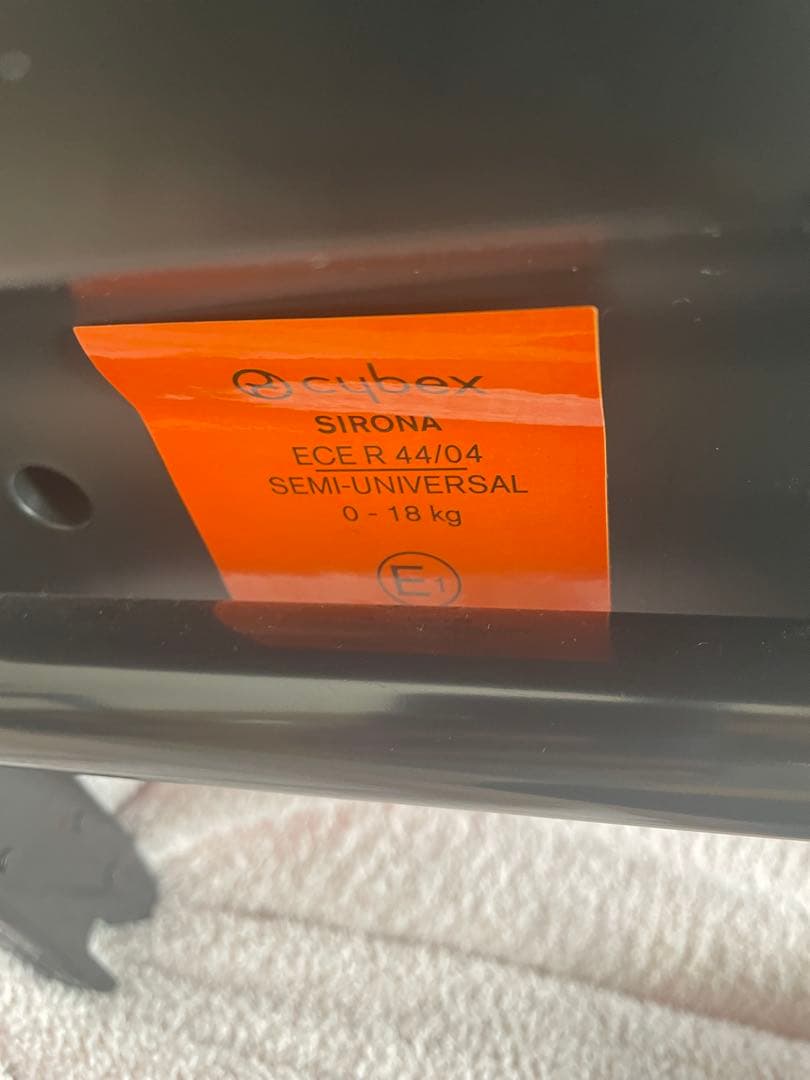 cybex
SIRONA
ECE R 44/04
SEMI-UNIVERSAL
0 - 18 kg
E1